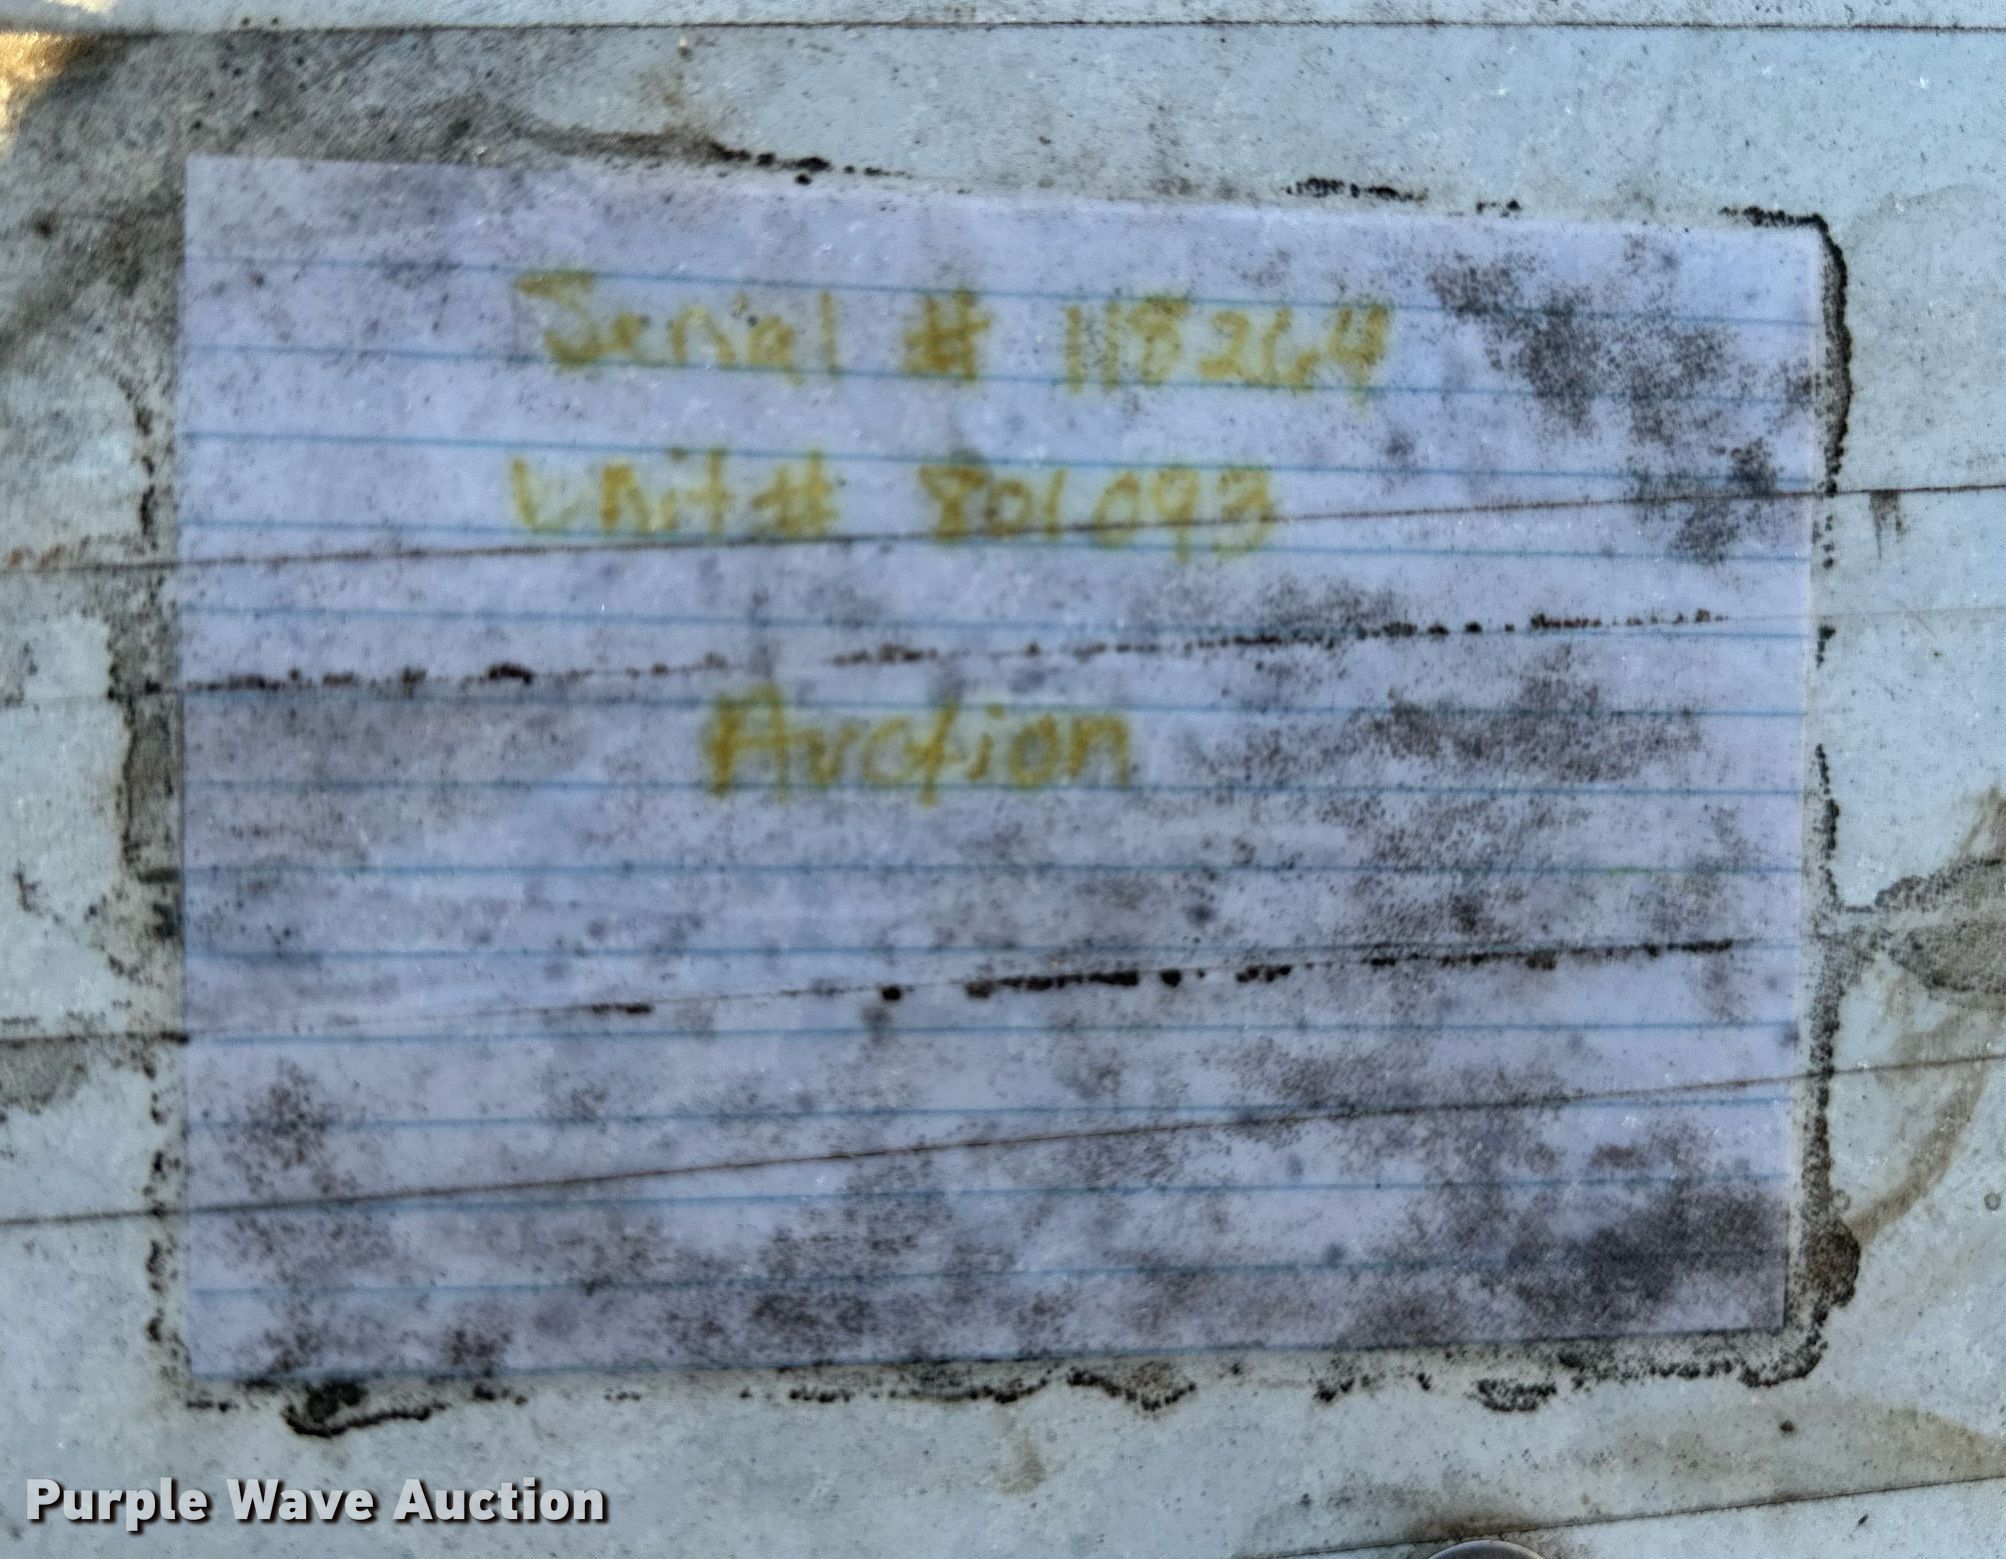 Serial # 118264
Unit # 801093
Auction
Purple Wave Auction